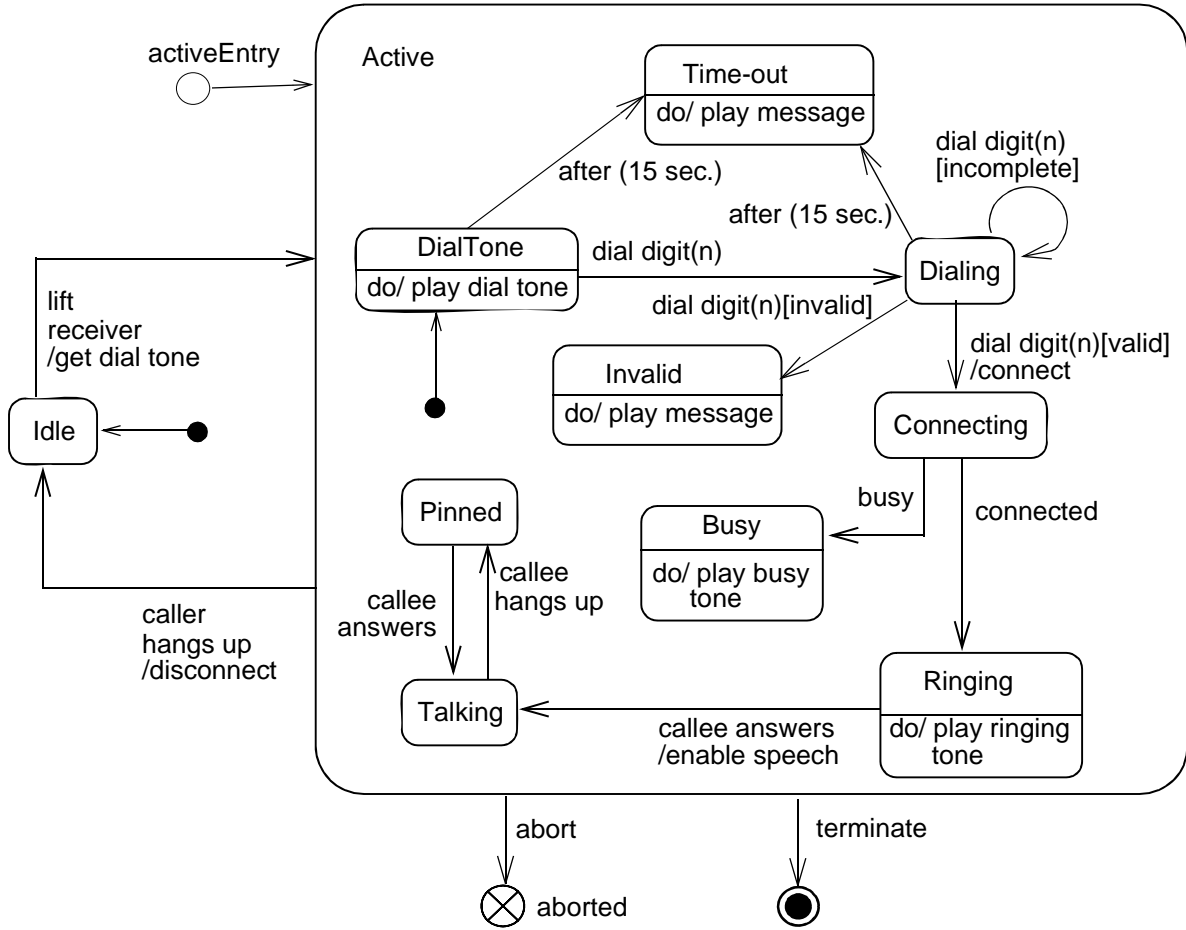 activeEntry
Active
Time-out
do/ play message
dial digit(n)
[incomplete]
after (15 sec.)
after (15 sec.)
DialTone
do/ play dial tone
dial digit(n)
Dialing
lift
receiver
/get dial tone
dial digit(n)[invalid]
dial digit(n)[valid]
/connect
Invalid
do/ play message
Idle
Connecting
Pinned
busy
connected
Busy
do/ play busy
tone
callee
answers
callee
hangs up
caller
hangs up
/disconnect
Talking
Ringing
do/ play ringing
tone
callee answers
/enable speech
abort
terminate
aborted